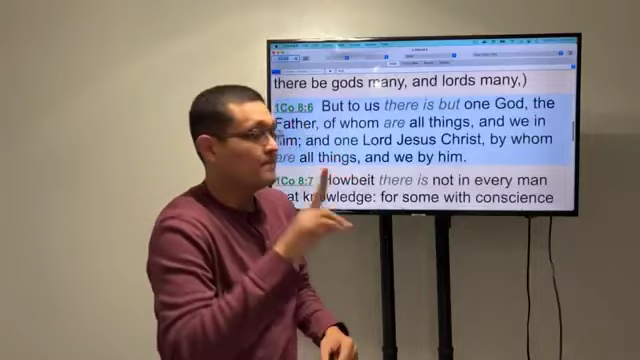 there be gods many, and lords many,)
1Co 8:6 But to us there is but one God, the
Father, of whom are all things, and we in
him; and one Lord Jesus Christ, by whom
are all things, and we by him.
1Co 8:7 Howbeit there is not in every man
that knowledge: for some with conscience